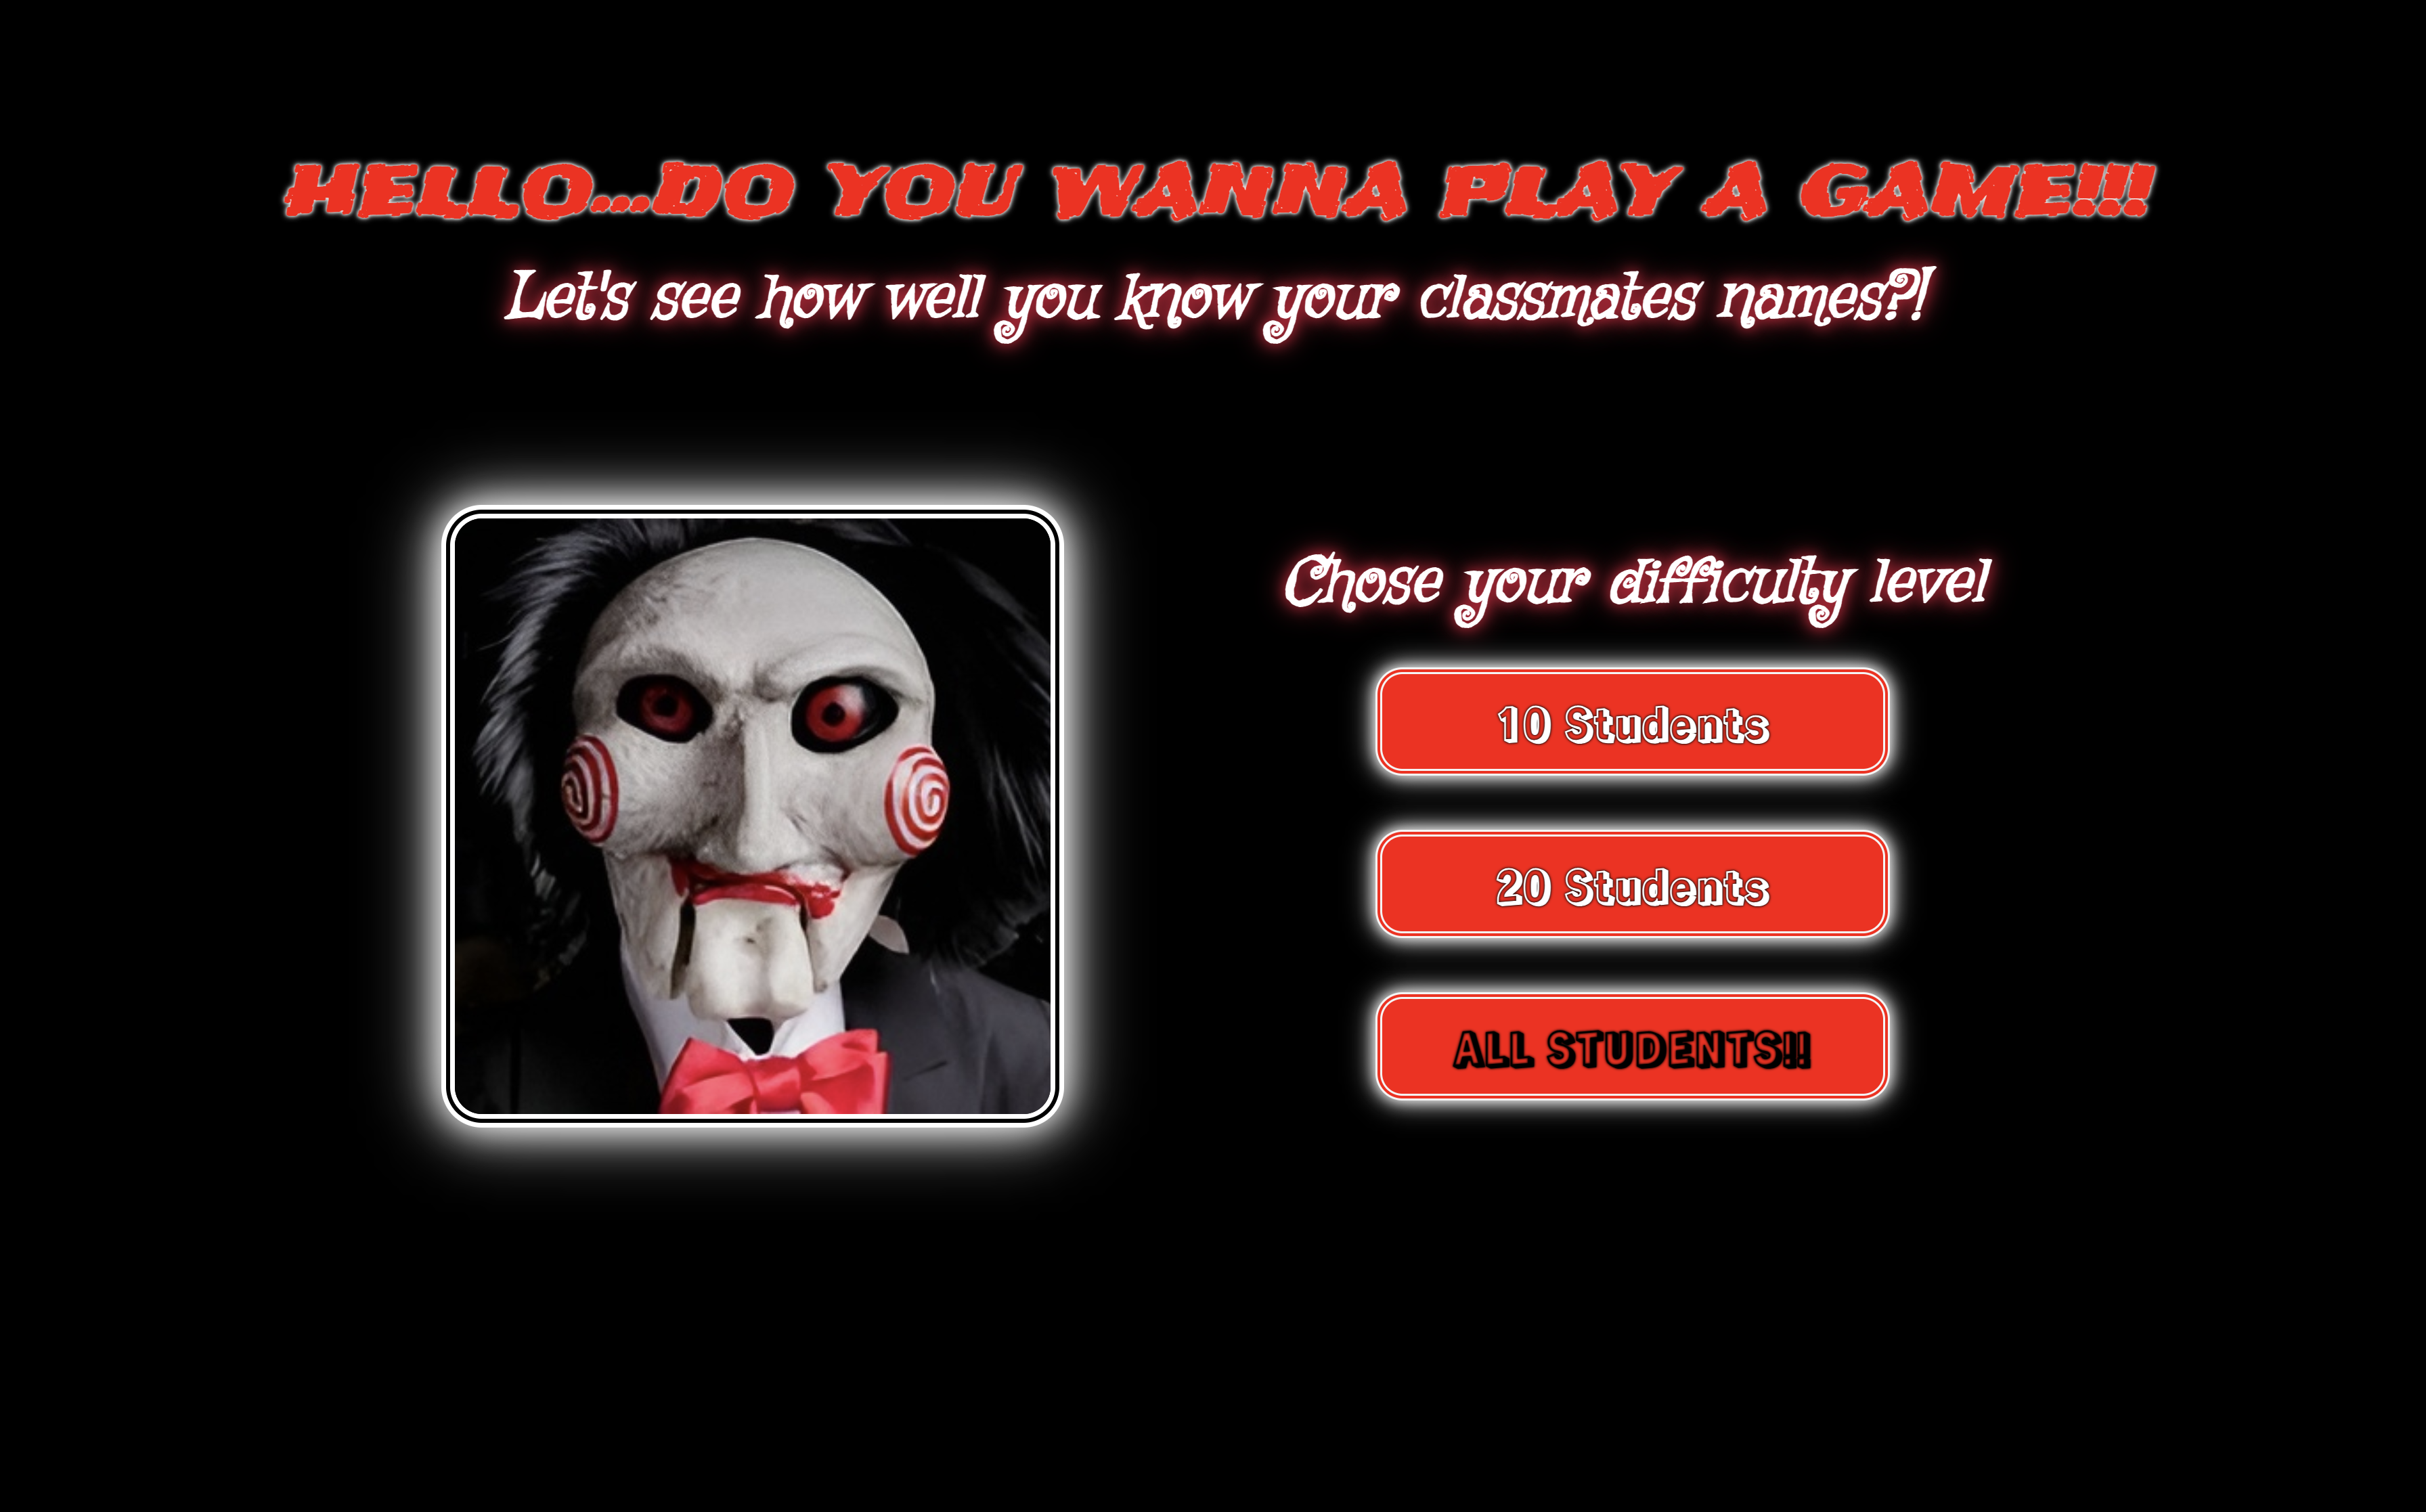 HELLO...DO YOU WANNA PLAY A GAME!!!
Let's see how well you know your classmates names?!
Chose your difficulty level
10 Students
20 Students
ALL STUDENTS!!